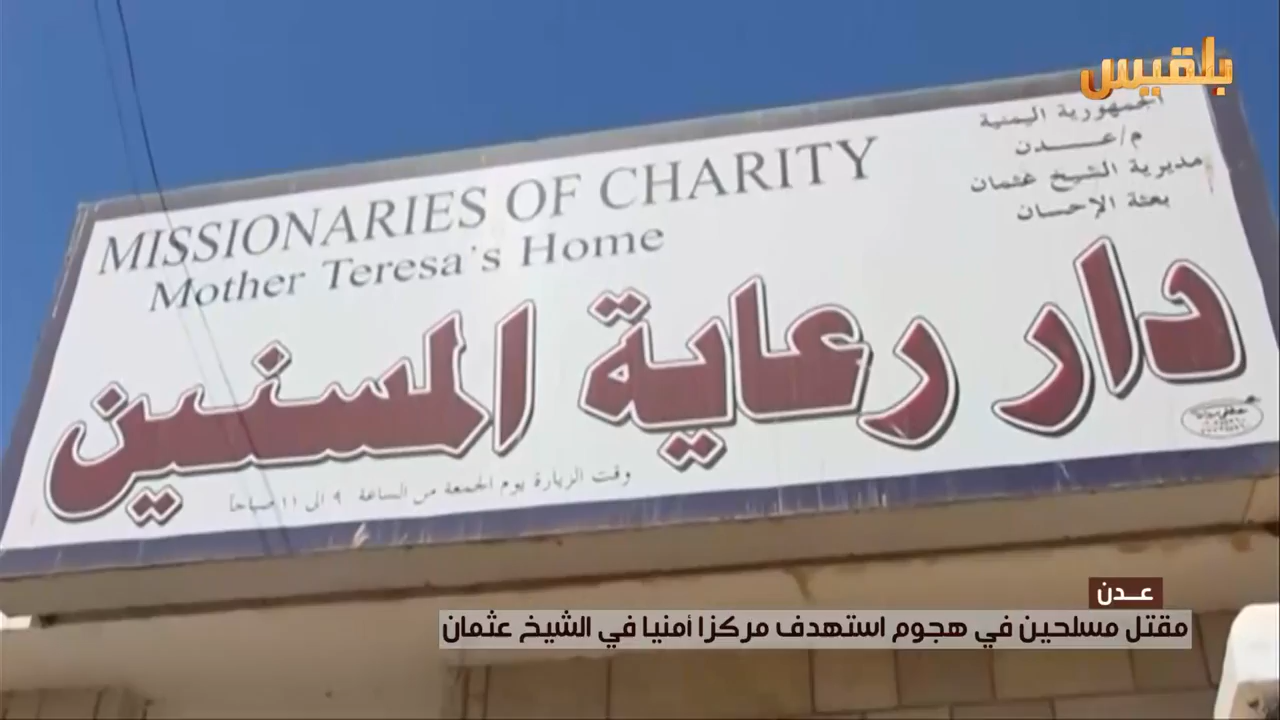 بلقيس
الجمهورية اليمنية
م/عدن
مديرية الشيخ عثمان
بعثة الإحسان
MISSIONARIES OF CHARITY
Mother Teresa's Home
دار رعاية المسنين
وقت الزيارة يوم الجمعة من الساعة ٩ الى ١١ صباحاً
عدن
مقتل مسلحين في هجوم استهدف مركزا أمنيا في الشيخ عثمان